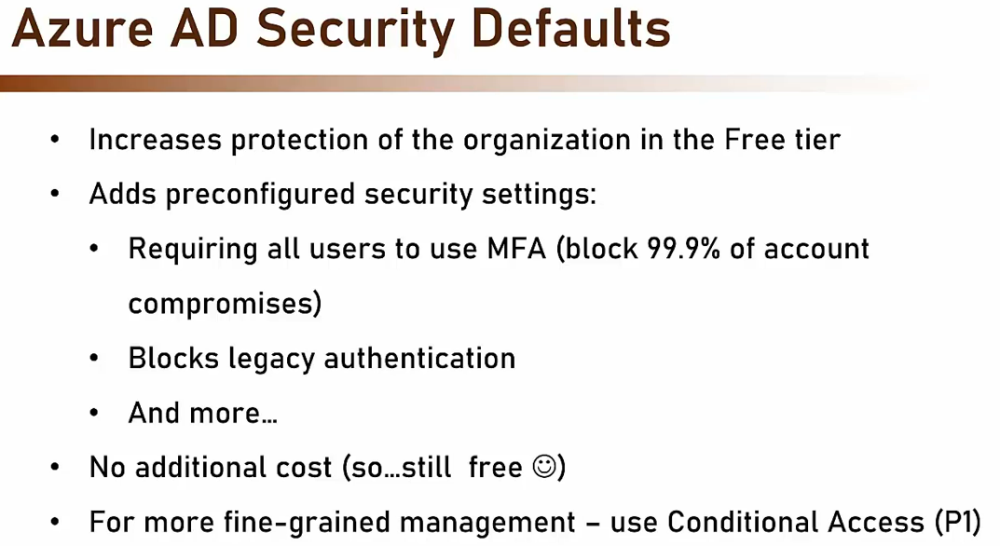 Azure AD Security Defaults
• Increases protection of the organization in the Free tier
• Adds preconfigured security settings:
• Requiring all users to use MFA (block 99.9% of account
compromises)
• Blocks legacy authentication
• And more...
• No additional cost (so...still free ☺)
• For more fine-grained management – use Conditional Access (P1)